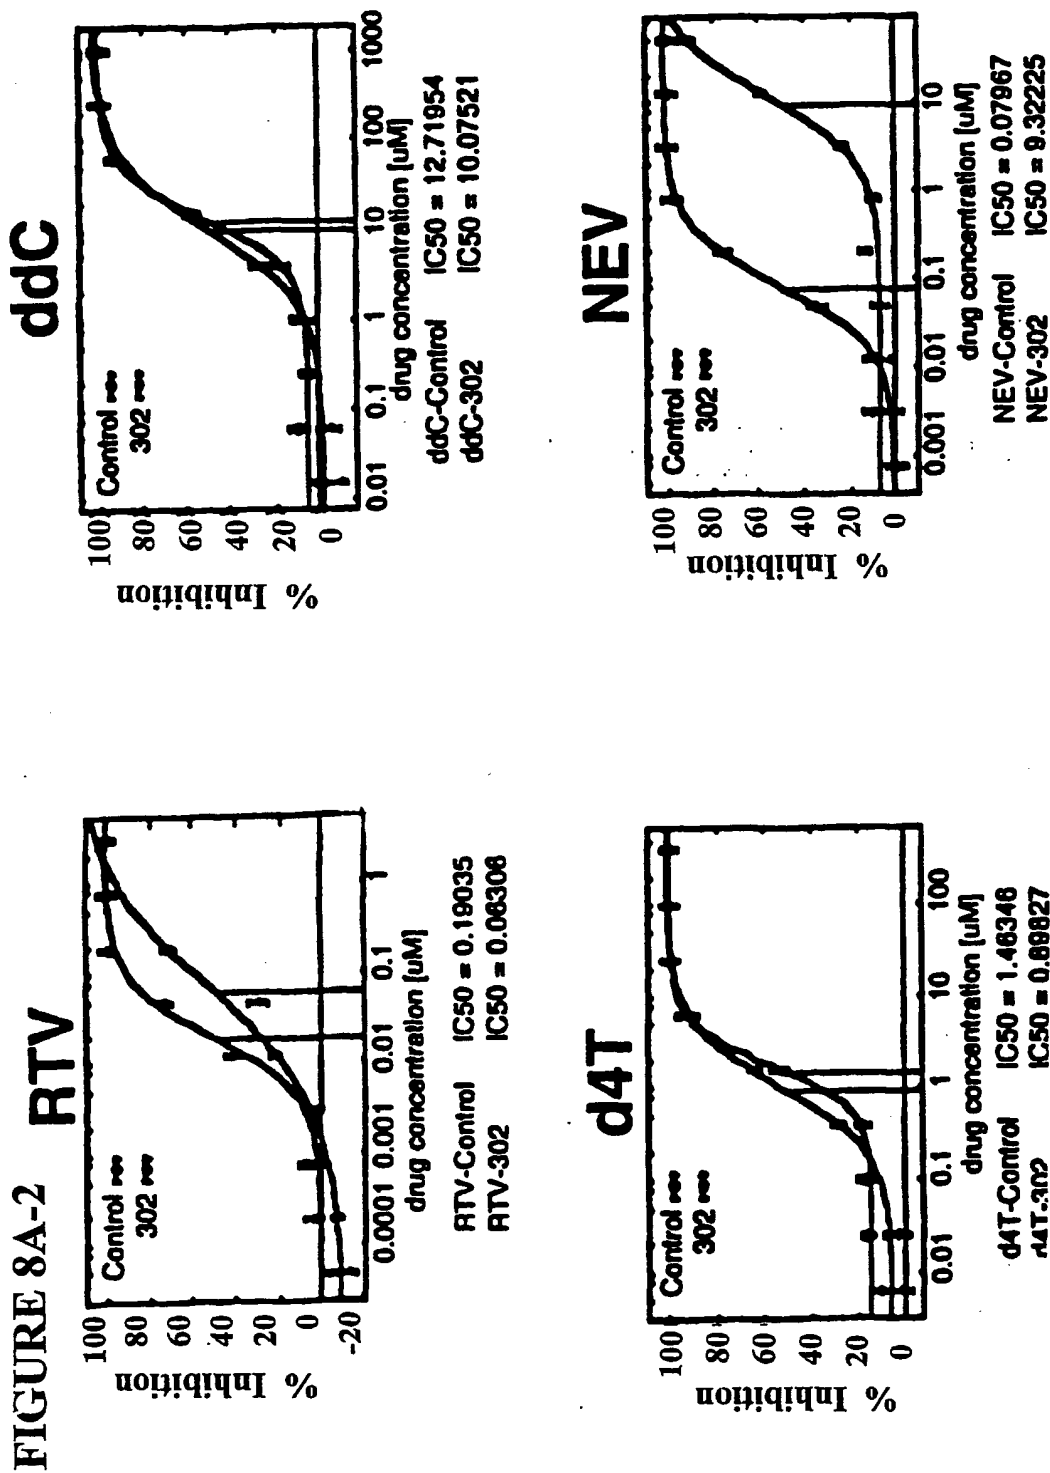 FIGURE 8A-2
RTV
% Inhibition
100
80
60
40
20
0
-20
Control
302
0.0001 0.001 0.01 0.1 1
drug concentration [uM]
RTV-Control IC50 = 0.19035
RTV-302 IC50 = 0.06306
ddC
% Inhibition
100
80
60
40
20
0
Control
302
0.01 0.1 1 10 100 1000
drug concentration [uM]
ddC-Control IC50 = 12.71954
ddC-302 IC50 = 10.07521
d4T
% Inhibition
100
80
60
40
20
0
Control
302
0.01 0.1 1 10 100
drug concentration [uM]
d4T-Control IC50 = 1.46346
d4T-302 IC50 = 0.89827
NEV
% Inhibition
100
80
60
40
20
0
Control
302
0.001 0.01 0.1 1 10
drug concentration [uM]
NEV-Control IC50 = 0.07967
NEV-302 IC50 = 9.32225